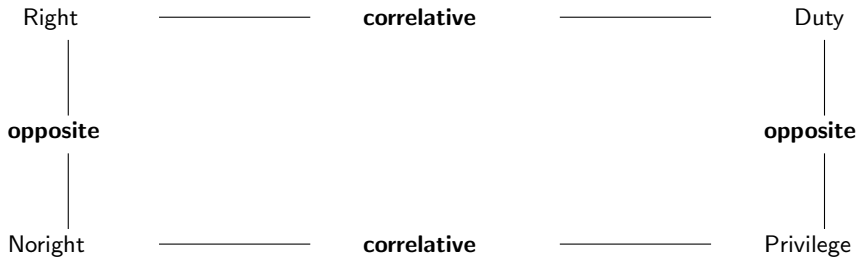 Right correlative Duty
opposite opposite
Noright correlative Privilege